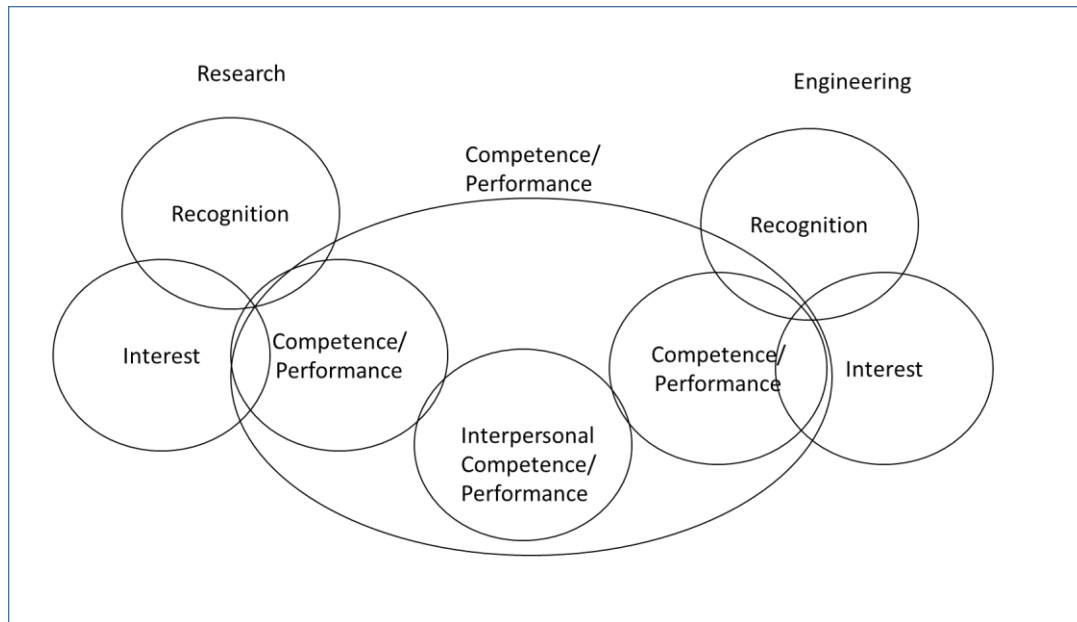 Research
Engineering
Competence/
Performance
Recognition
Recognition
Competence/
Performance
Interest
Competence/
Performance
Interest
Interpersonal
Competence/
Performance